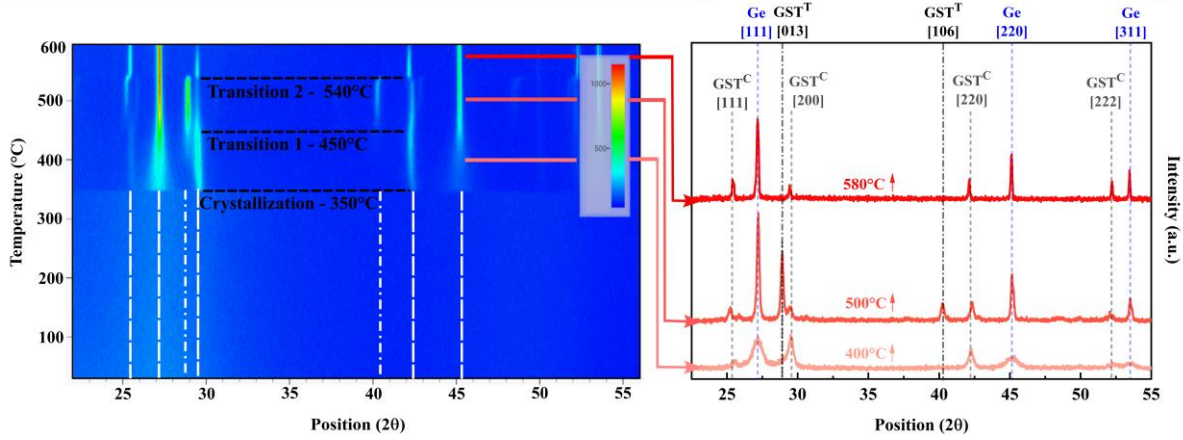 600
500
400
300
200
100
Temperature (°C)
25
30
35
40
45
50
55
Position (2θ)
Transition 2 - 540°C
Transition 1 - 450°C
Crystallization - 350°C
1000
500
Ge
[111]
GST^T
[013]
GST^T
[106]
Ge
[220]
Ge
[311]
GST^C
[111]
GST^C
[200]
GST^C
[220]
GST^C
[222]
580°C ↑
500°C ↑
400°C ↑
25
30
35
40
45
50
55
Position (2θ)
Intensity (a.u.)